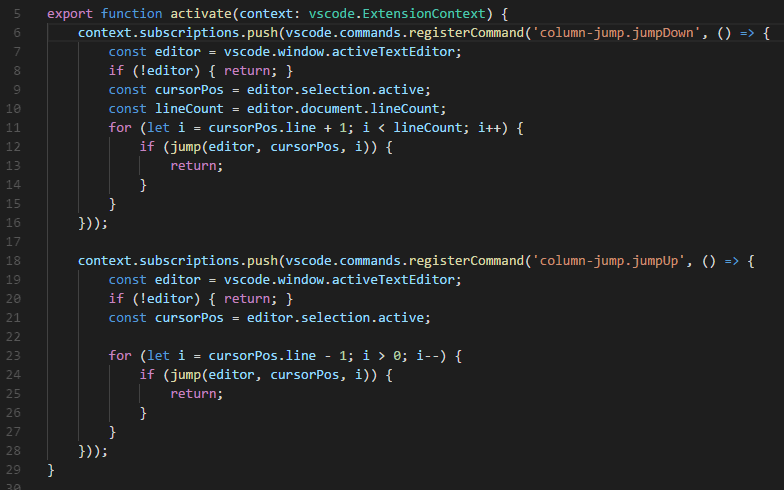 5 export function activate(context: vscode.ExtensionContext) {
6     context.subscriptions.push(vscode.commands.registerCommand('column-jump.jumpDown', () => {
7         const editor = vscode.window.activeTextEditor;
8         if (!editor) { return; }
9         const cursorPos = editor.selection.active;
10         const lineCount = editor.document.lineCount;
11         for (let i = cursorPos.line + 1; i < lineCount; i++) {
12             if (jump(editor, cursorPos, i)) {
13                 return;
14             }
15         }
16     }));
17
18     context.subscriptions.push(vscode.commands.registerCommand('column-jump.jumpUp', () => {
19         const editor = vscode.window.activeTextEditor;
20         if (!editor) { return; }
21         const cursorPos = editor.selection.active;
22
23         for (let i = cursorPos.line - 1; i > 0; i--) {
24             if (jump(editor, cursorPos, i)) {
25                 return;
26             }
27         }
28     }));
29 }
30